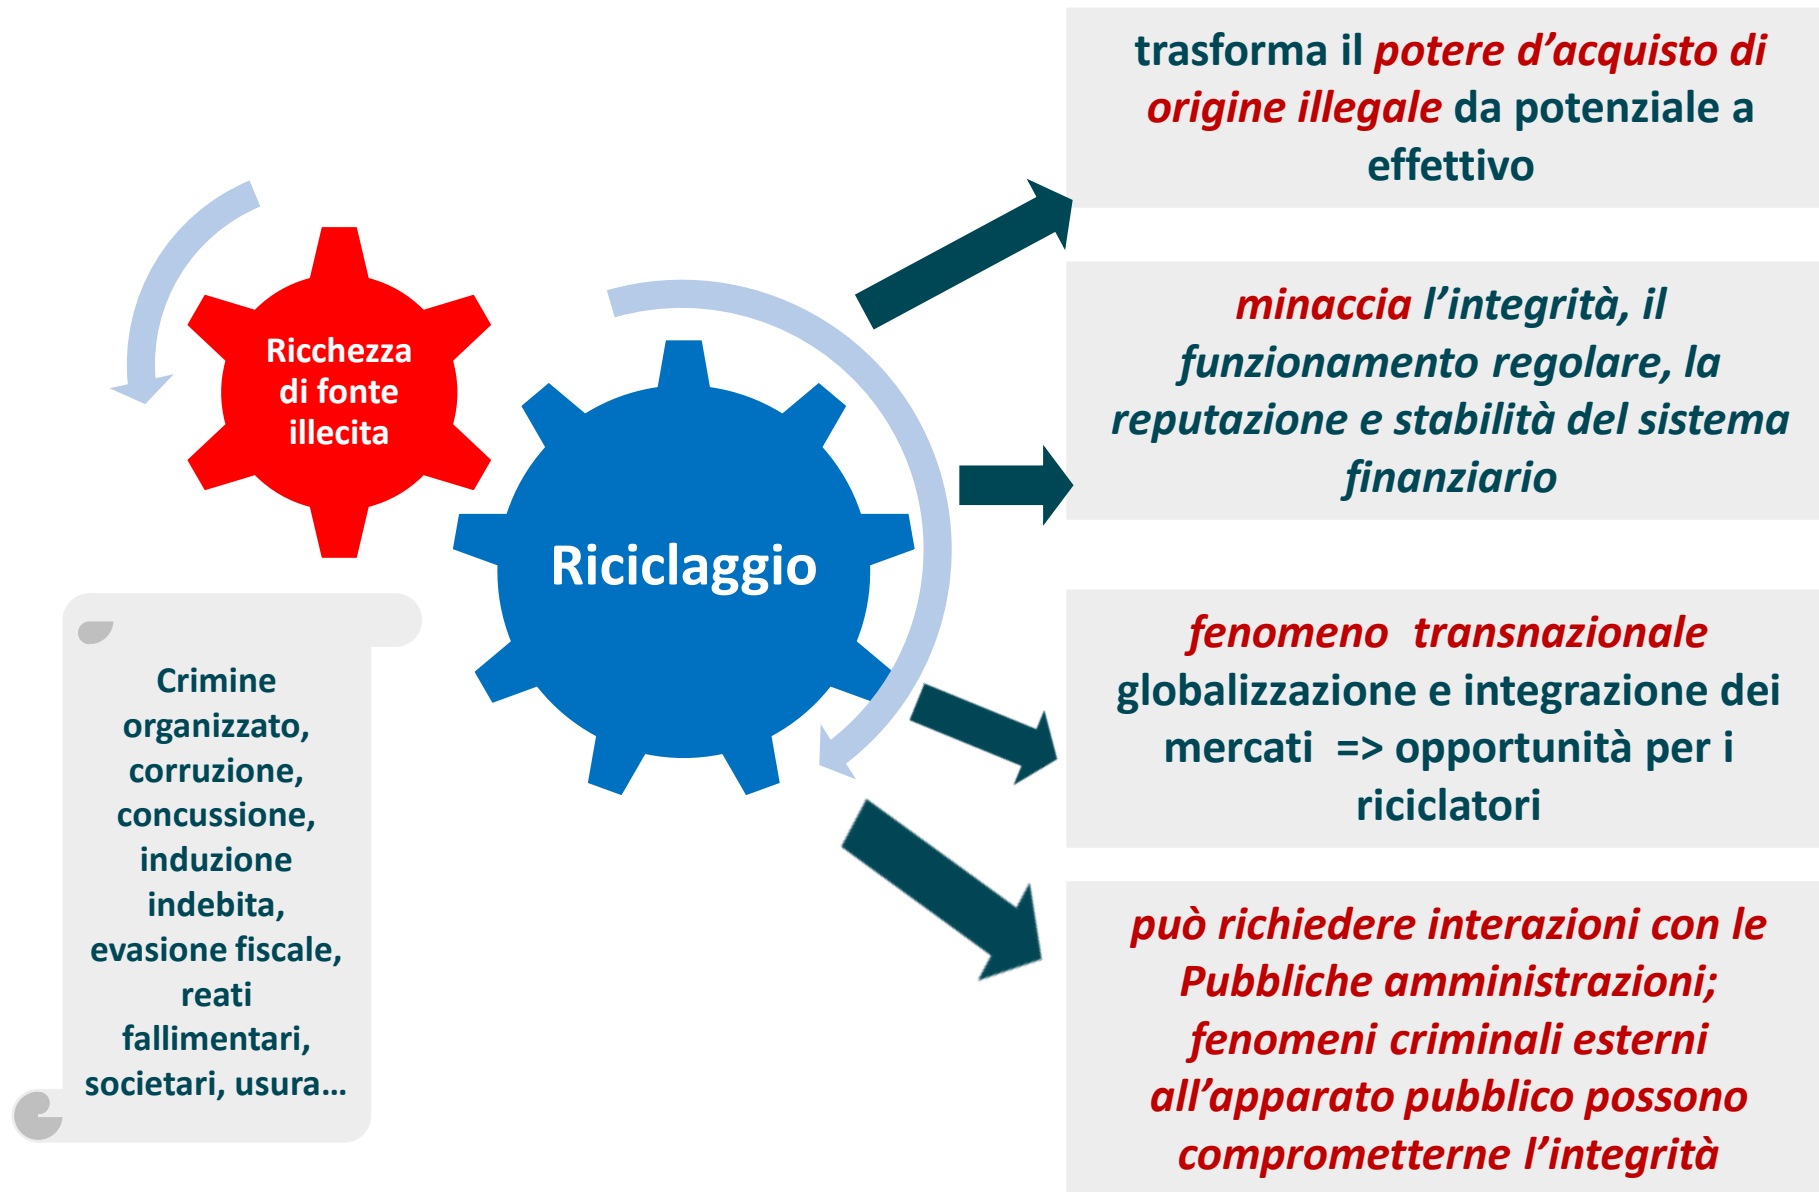 Ricchezza
di fonte
illecita
Riciclaggio
Crimine
organizzato,
corruzione,
concussione,
induzione
indebita,
evasione fiscale,
reati
fallimentari,
societari, usura…
trasforma il potere d’acquisto di
origine illegale da potenziale a
effettivo
minaccia l’integrità, il
funzionamento regolare, la
reputazione e stabilità del sistema
finanziario
fenomeno  transnazionale
globalizzazione e integrazione dei
mercati  => opportunità per i
riciclatori
può richiedere interazioni con le
Pubbliche amministrazioni;
fenomeni criminali esterni
all’apparato pubblico possono
comprometterne l’integrità